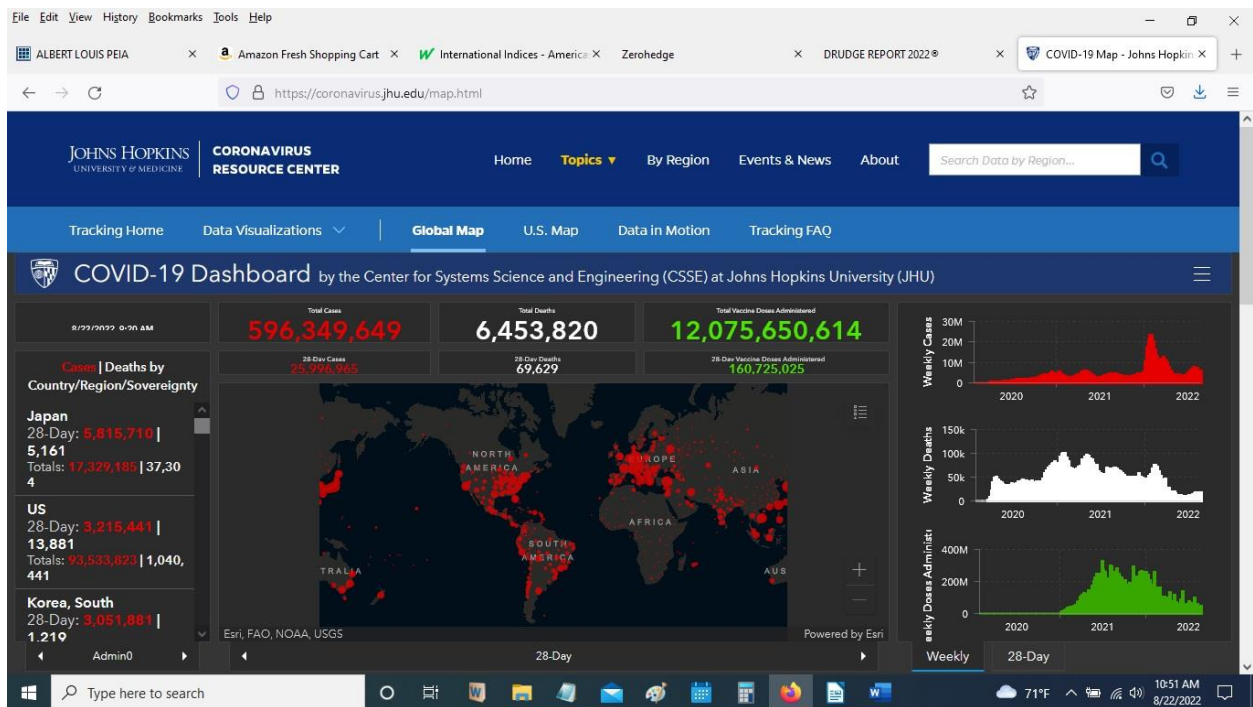 File Edit View History Bookmarks Tools Help
ALBERT LOUIS PEIA
Amazon Fresh Shopping Cart
International Indices - America
Zerohedge
DRUDGE REPORT 2022®
COVID-19 Map - Johns Hopkin
https://coronavirus.jhu.edu/map.html
JOHNS HOPKINS
UNIVERSITY & MEDICINE
CORONAVIRUS
RESOURCE CENTER
Home Topics ▼ By Region Events & News About
Search Data by Region...
Tracking Home Data Visualizations Global Map U.S. Map Data in Motion Tracking FAQ
COVID-19 Dashboard by the Center for Systems Science and Engineering (CSSE) at Johns Hopkins University (JHU)
8/22/2022 9:20 AM
Total Cases
596,349,649
Total Deaths
6,453,820
Total Vaccine Doses Administered
12,075,650,614
28-Day Cases
25,996,965
28-Day Deaths
69,629
28-Day Vaccine Doses Administered
160,725,025
Cases | Deaths by
Country/Region/Sovereignty
Japan
28-Day: 5,815,710 |
5,161
Totals: 17,329,185 | 37,30
4
US
28-Day: 3,215,441 |
13,881
Totals: 93,533,823 | 1,040,
441
Korea, South
28-Day: 3,051,881 |
1,219
Admin0
NORTH
AMERICA
EUROPE
ASIA
AFRICA
SOUTH
AMERICA
TRALIA
AUS
Esri, FAO, NOAA, USGS
Powered by Esri
28-Day
Weekly Cases
30M
20M
10M
0
2020 2021 2022
Weekly Deaths
150k
100k
50k
0
2020 2021 2022
eekly Doses Administ
400M
200M
0
2020 2021 2022
Weekly 28-Day
Type here to search
71°F
10:51 AM
8/22/2022